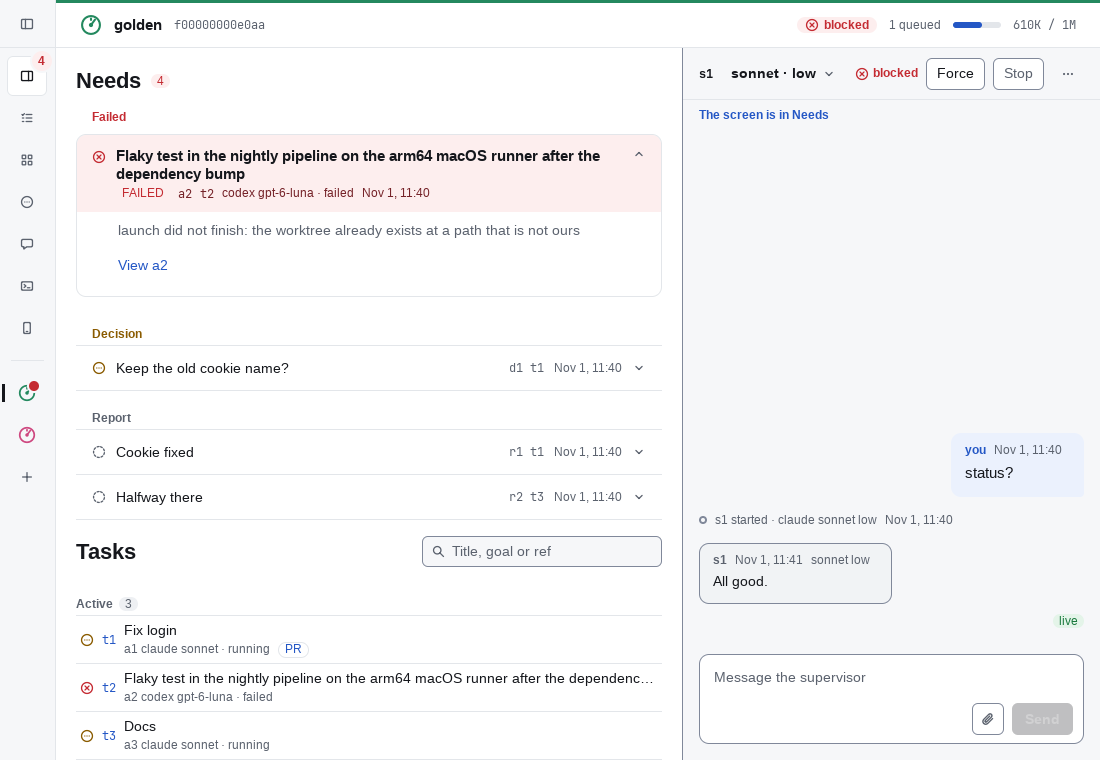 golden f00000000e0aa
blocked 1 queued 610K / 1M
4
Needs 4
Failed
Flaky test in the nightly pipeline on the arm64 macOS runner after the
dependency bump
FAILED a2 t2 codex gpt-6-luna · failed Nov 1, 11:40
launch did not finish: the worktree already exists at a path that is not ours
View a2
Decision
Keep the old cookie name? d1 t1 Nov 1, 11:40
Report
Cookie fixed r1 t1 Nov 1, 11:40
Halfway there r2 t3 Nov 1, 11:40
Tasks
Title, goal or ref
Active 3
t1 Fix login
a1 claude sonnet · running PR
t2 Flaky test in the nightly pipeline on the arm64 macOS runner after the dependenc…
a2 codex gpt-6-luna · failed
t3 Docs
a3 claude sonnet · running
s1 sonnet · low blocked Force Stop
The screen is in Needs
you Nov 1, 11:40
status?
s1 started · claude sonnet low Nov 1, 11:40
s1 Nov 1, 11:41 sonnet low
All good.
live
Message the supervisor
Send